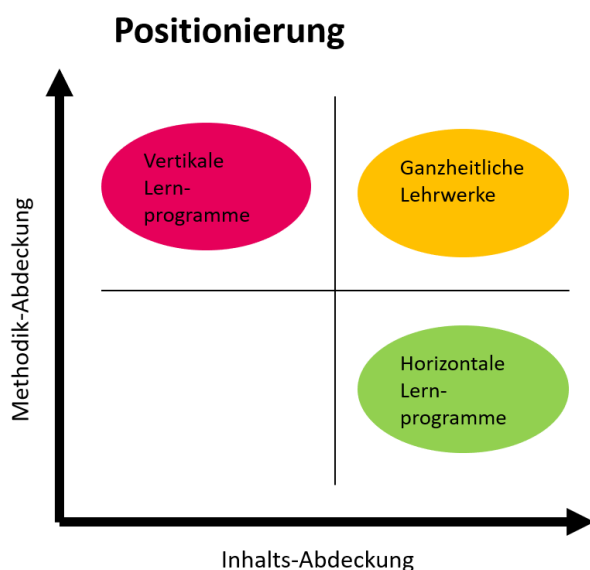 Positionierung
Methodik-Abdeckung
Vertikale
Lern-
programme
Ganzheitliche
Lehrwerke
Horizontale
Lern-
programme
Inhalts-Abdeckung